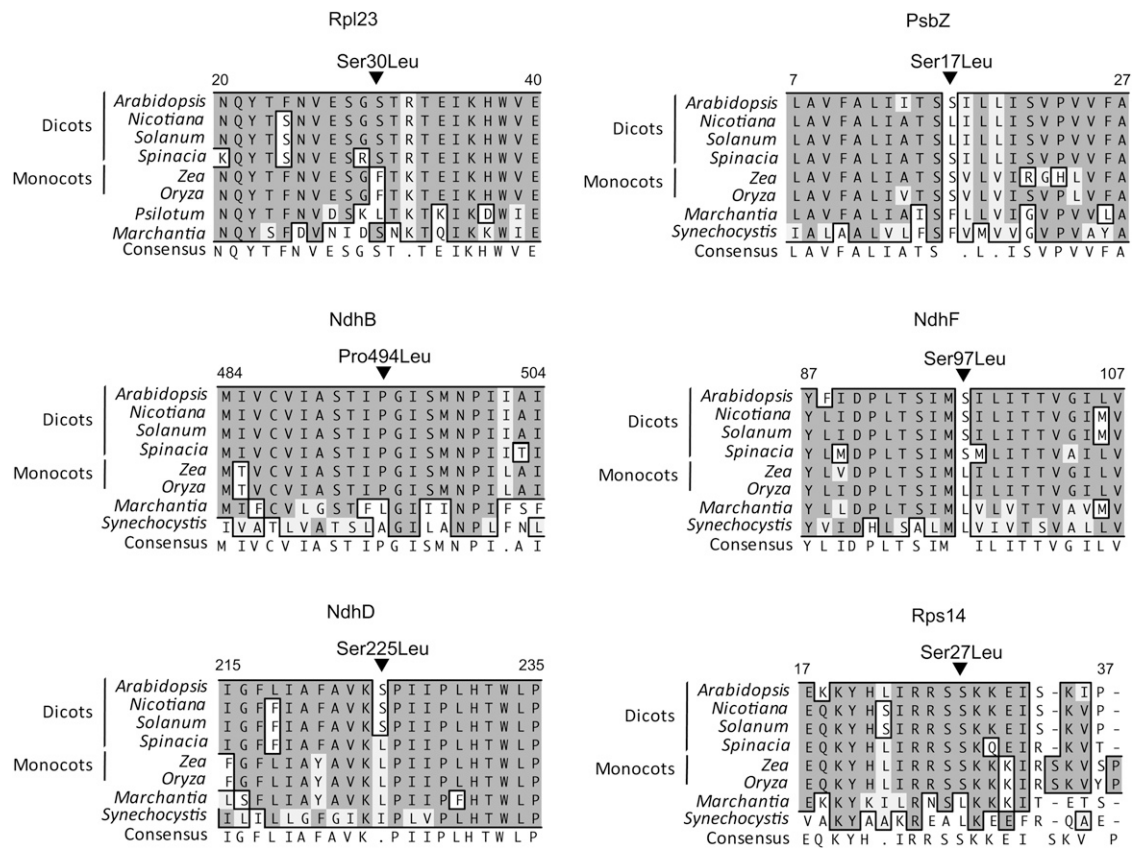 Rpl23
Ser30Leu
20 40
Dicots
Monocots
Arabidopsis N Q Y T F N V E S G S T R T E I K H W V E
Nicotiana N Q Y T S N V E S G S T R T E I K H W V E
Solanum N Q Y T S N V E S G S T R T E I K H W V E
Spinacia K Q Y T S N V E S R S T R T E I K H W V E
Zea N Q Y T F N V E S G F T K T E I K H W V E
Oryza N Q Y T F N V E S G F T K T E I K H W V E
Psilotum N Q Y T F N V D S K L T K T K I K D W I E
Marchantia N Q Y S F D V N I D S N K T Q I K K W I E
Consensus N Q Y T F N V E S G S T . T E I K H W V E
PsbZ
Ser17Leu
7 27
Dicots
Monocots
Arabidopsis L A V F A L I I T S S I L L I S V P V V F A
Nicotiana L A V F A L I A T S L I L L I S V P V V F A
Solanum L A V F A L I A T S S I L L I S V P V V F A
Spinacia L A V F A L I A T S S I L L I S V P V V F A
Zea L A V F A L I A T S S V L V I R G H L V F A
Oryza L A V F A L I V T S S V L V I S V P L V F A
Marchantia L A V F A L I A I S F L L V I G V P V V L A
Synechocystis I A L A A L V L F S F V M V V G V P V A Y A
Consensus L A V F A L I A T S . L . I S V P V V F A
NdhB
Pro494Leu
484 504
Dicots
Monocots
Arabidopsis M I V C V I A S T I P G I S M N P I I A I
Nicotiana M I V C V I A S T I P G I S M N P I I A I
Solanum M I V C V I A S T I P G I S M N P I I A I
Spinacia M I V C V I A S T I P G I S M N P I I T I
Zea M T V C V I A S T I P G I S M N P I L A I
Oryza M T V C V I A S T I P G I S M N P I L A I
Marchantia M I F C V L G S T F L G I I I N P I F S F
Synechocystis I V A T L V A T S L A G I L A N P L F N L
Consensus M I V C V I A S T I P G I S M N P I . A I
NdhF
Ser97Leu
87 107
Dicots
Monocots
Arabidopsis Y F I D P L T S I M S I L I T T V G I L V
Nicotiana Y L I D P L T S I M S I L I T T V G I M V
Solanum Y L I D P L T S I M S I L I T T V G I M V
Spinacia Y L M D P L T S I M S M L I T T V A I L V
Zea Y L V D P L T S I M L I L I T T V G I L V
Oryza Y L I D P L T S I M L I L I T T V G I L V
Marchantia Y L L D P L T S I M L V L V T T V A V M V
Synechocystis Y V I D H L S A L M L V I V T S V A L L V
Consensus Y L I D P L T S I M I L I T T V G I L V
NdhD
Ser225Leu
215 235
Dicots
Monocots
Arabidopsis I G F L I A F A V K S P I I P L H T W L P
Nicotiana I G F F I A F A V K S P I I P L H T W L P
Solanum I G F F I A F A V K S P I I P L H T W L P
Spinacia I G F F I A F A V K L P I I P L H T W L P
Zea F G F L I A Y A V K L P I I P L H T W L P
Oryza F G F L I A Y A V K L P I I P L H T W L P
Marchantia L S F L I A Y A V K L P I I P F H T W L P
Synechocystis I L I L L G F G I K I P L V P L H T W L P
Consensus I G F L I A F A V K . P I I P L H T W L P
Rps14
Ser27Leu
17 37
Dicots
Monocots
Arabidopsis E K K Y H L I R R S S K K E I S - K I P -
Nicotiana E Q K Y H S I R R S S K K E I S - K V P -
Solanum E Q K Y H S I R R S S K K E I S - K V P -
Spinacia E Q K Y H L I R R S S K Q E I R - K V T -
Zea E Q K Y H L I R R S S K K K I R S K V S P
Oryza E Q K Y H L I R R S S K K K I R S K V Y P
Marchantia E K K Y K I L R N S L K K K I T - E T S -
Synechocystis V A K Y A A K R E A L K E E F R - Q A E -
Consensus E Q K Y H . I R R S S K K E I S K V P